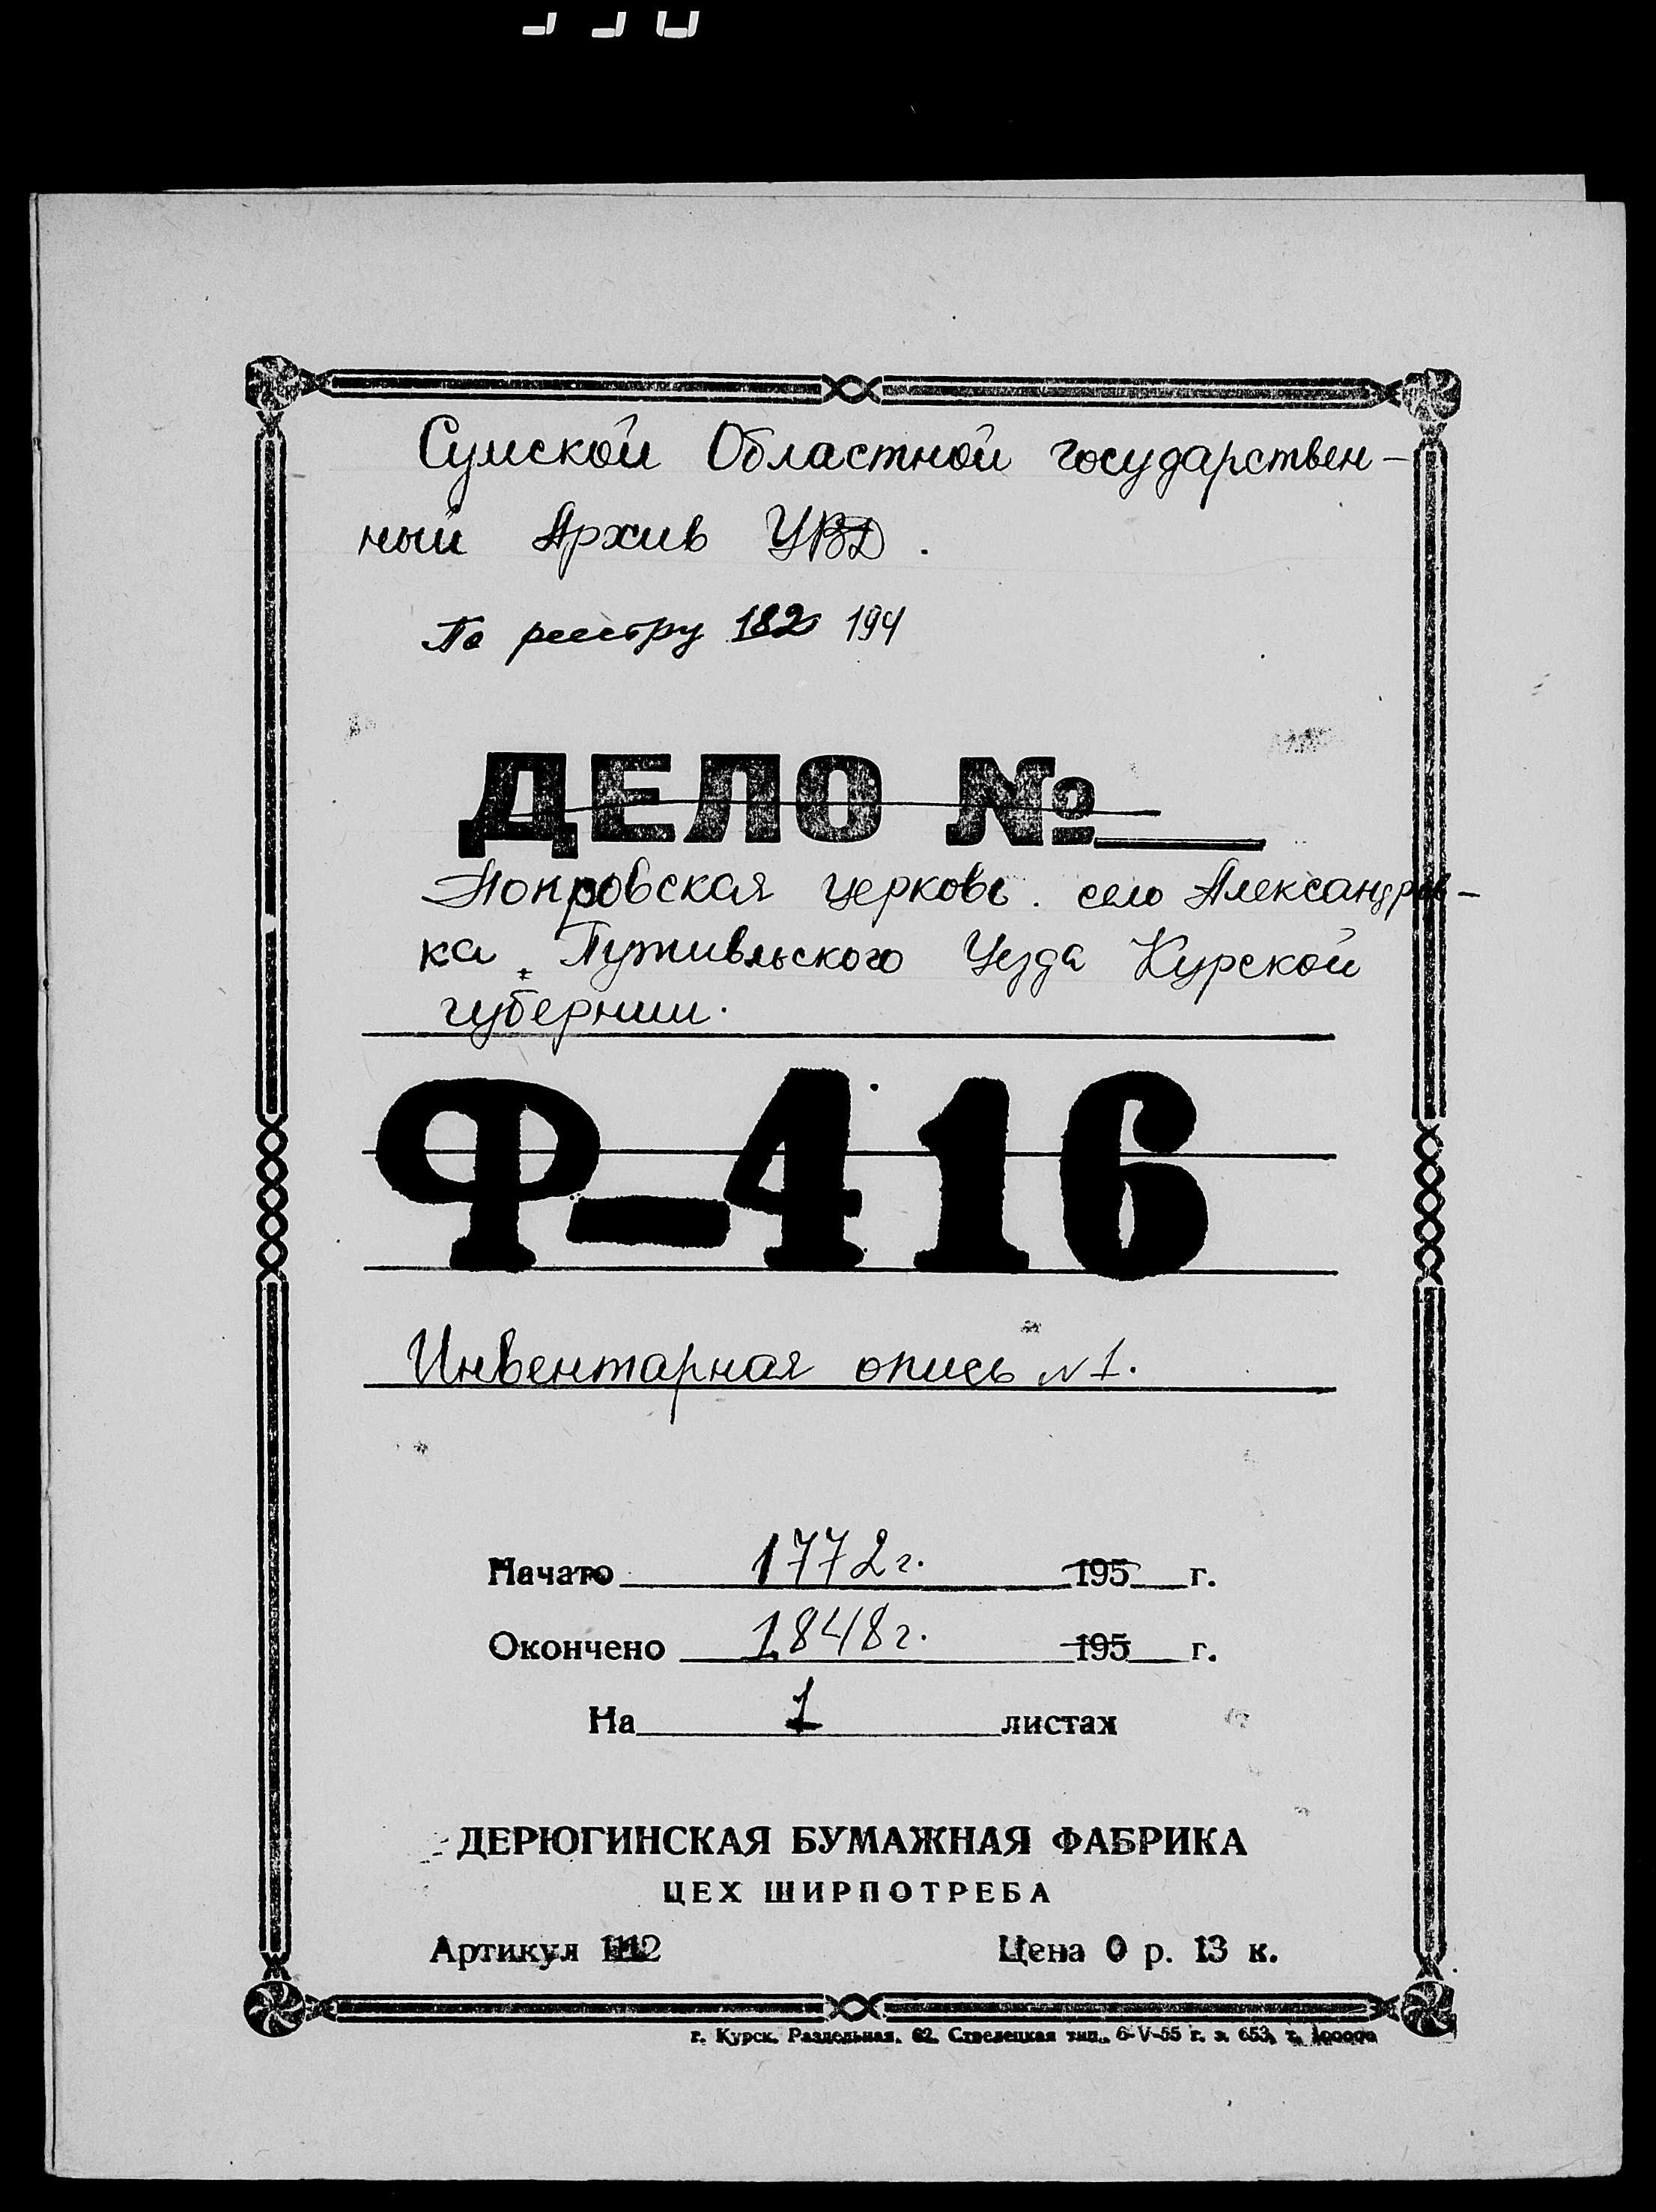 Сумской Областной государствен-
ный Архив УВД.
По реестру 182 194
ДЕЛО №
Покровская церковь. село Александров-
ка Путивльского Уезда Курской
губернии.
Ф-416
Инвентарная опись №1.
Начато 1772 г. 195 г.
Окончено 1848 г. 195 г.
На 1 листах
ДЕРЮГИНСКАЯ БУМАЖНАЯ ФАБРИКА
ЦЕХ ШИРПОТРЕБА
Артикул Цена 0 р. 13 к.
г. Курск, Раздельная, 62. Стрелецкая тип., 6-V-55 г. з. 653, т. 100000